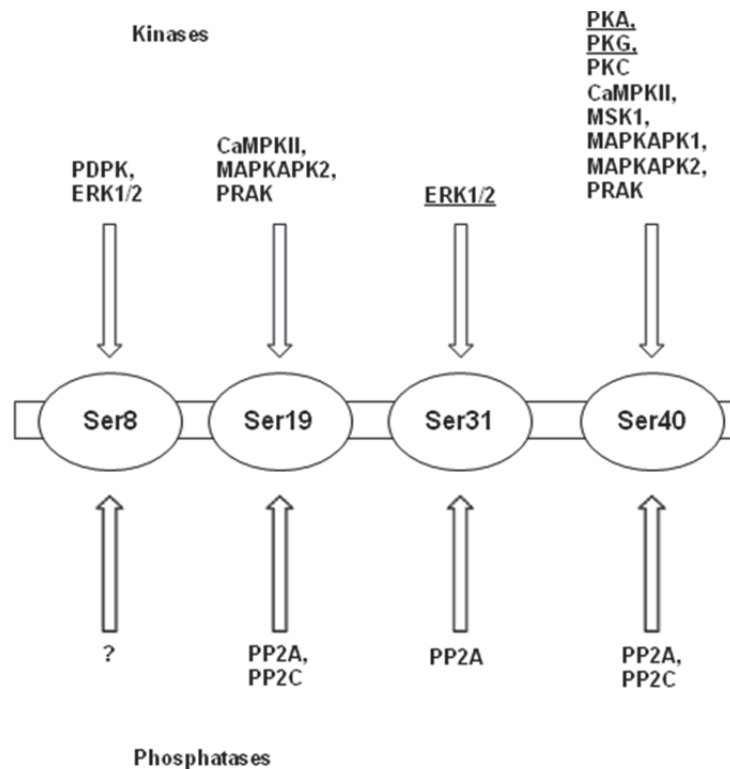 Kinases
PKA,
PKG,
PKC
CaMPKII,
MSK1,
MAPKAPK1,
MAPKAPK2,
PRAK
CaMPKII,
MAPKAPK2,
PRAK
PDPK,
ERK1/2
ERK1/2
Ser8
Ser19
Ser31
Ser40
?
PP2A,
PP2C
PP2A
PP2A,
PP2C
Phosphatases